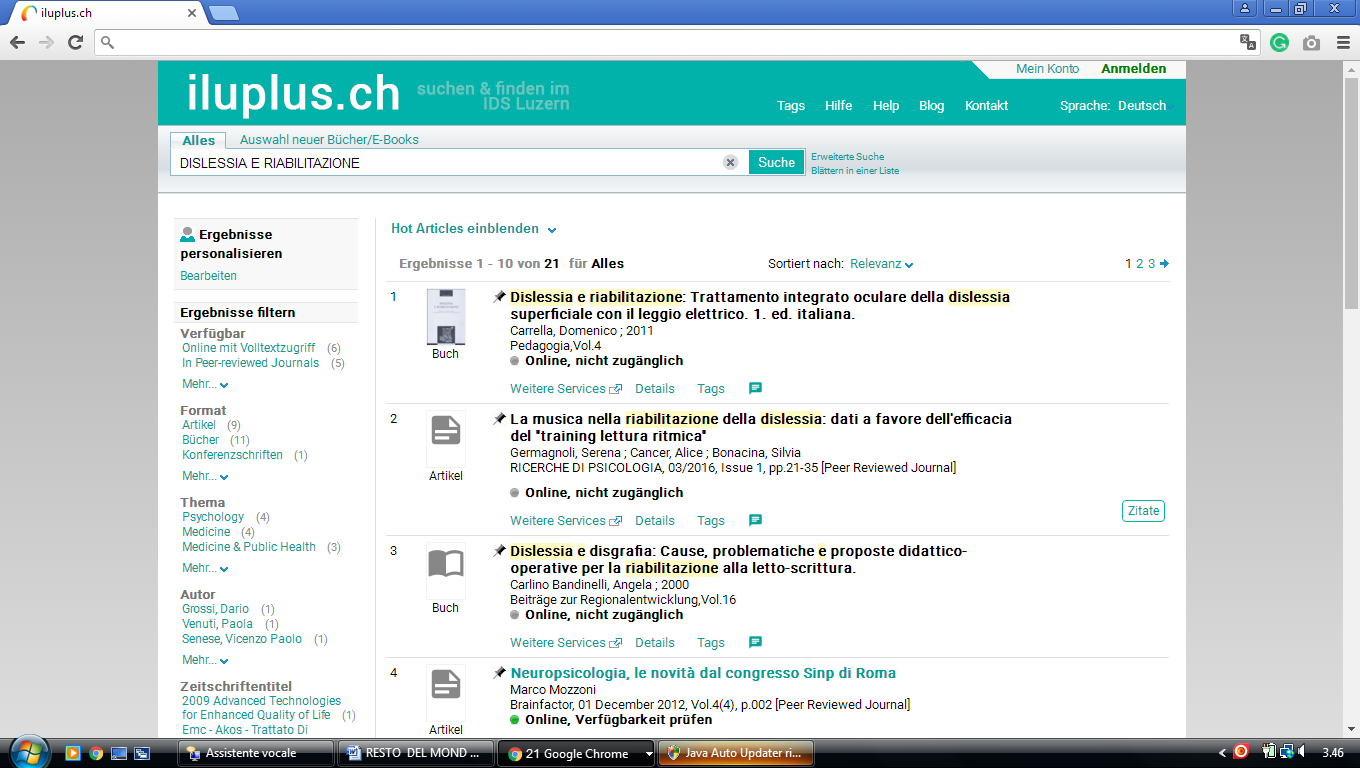 iluplus.ch
iluplus.ch
suchen & finden im
IDS Luzern
Mein Konto Anmelden
Tags Hilfe Help Blog Kontakt Sprache: Deutsch
Alles Auswahl neuer Bücher/E-Books
DISLESSIA E RIABILITAZIONE
Suche
Erweiterte Suche
Blättern in einer Liste
Ergebnisse
personalisieren
Bearbeiten
Ergebnisse filtern
Verfügbar
Online mit Volltextzugriff (6)
In Peer-reviewed Journals (5)
Mehr...
Format
Artikel (9)
Bücher (11)
Konferenzschriften (1)
Mehr...
Thema
Psychology (4)
Medicine (4)
Medicine & Public Health (3)
Mehr...
Autor
Grossi, Dario (1)
Venuti, Paola (1)
Senese, Vicenzo Paolo (1)
Mehr...
Zeitschriftentitel
2009 Advanced Technologies
for Enhanced Quality of Life (1)
Emc - Akos - Trattato Di
Hot Articles einblenden
Ergebnisse 1 - 10 von 21 für Alles
Sortiert nach: Relevanz
1 2 3
1
Buch
Dislessia e riabilitazione: Trattamento integrato oculare della dislessia
superficiale con il leggio elettrico. 1. ed. italiana.
Carrella, Domenico ; 2011
Pedagogia,Vol.4
Online, nicht zugänglich
Weitere Services Details Tags
2
Artikel
La musica nella riabilitazione della dislessia: dati a favore dell'efficacia
del "training lettura ritmica"
Germagnoli, Serena ; Cancer, Alice ; Bonacina, Silvia
RICERCHE DI PSICOLOGIA, 03/2016, Issue 1, pp.21-35 [Peer Reviewed Journal]
Online, nicht zugänglich
Weitere Services Details Tags
Zitate
3
Buch
Dislessia e disgrafia: Cause, problematiche e proposte didattico-
operative per la riabilitazione alla letto-scrittura.
Carlino Bandinelli, Angela ; 2000
Beiträge zur Regionalentwicklung,Vol.16
Online, nicht zugänglich
Weitere Services Details Tags
4
Artikel
Neuropsicologia, le novità dal congresso Sinp di Roma
Marco Mozzoni
Brainfactor, 01 December 2012, Vol.4(4), p.002 [Peer Reviewed Journal]
Online, Verfügbarkeit prüfen
Assistente vocale
RESTO DEL MOND ...
21 Google Chrome
Java Auto Updater ri...
3.46